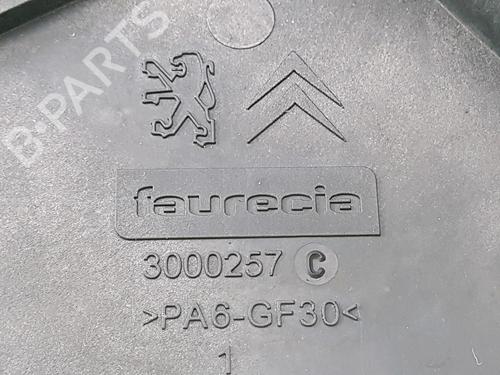 B-PARTS
faurecia
3000257 C
>PA6-GF30<
1